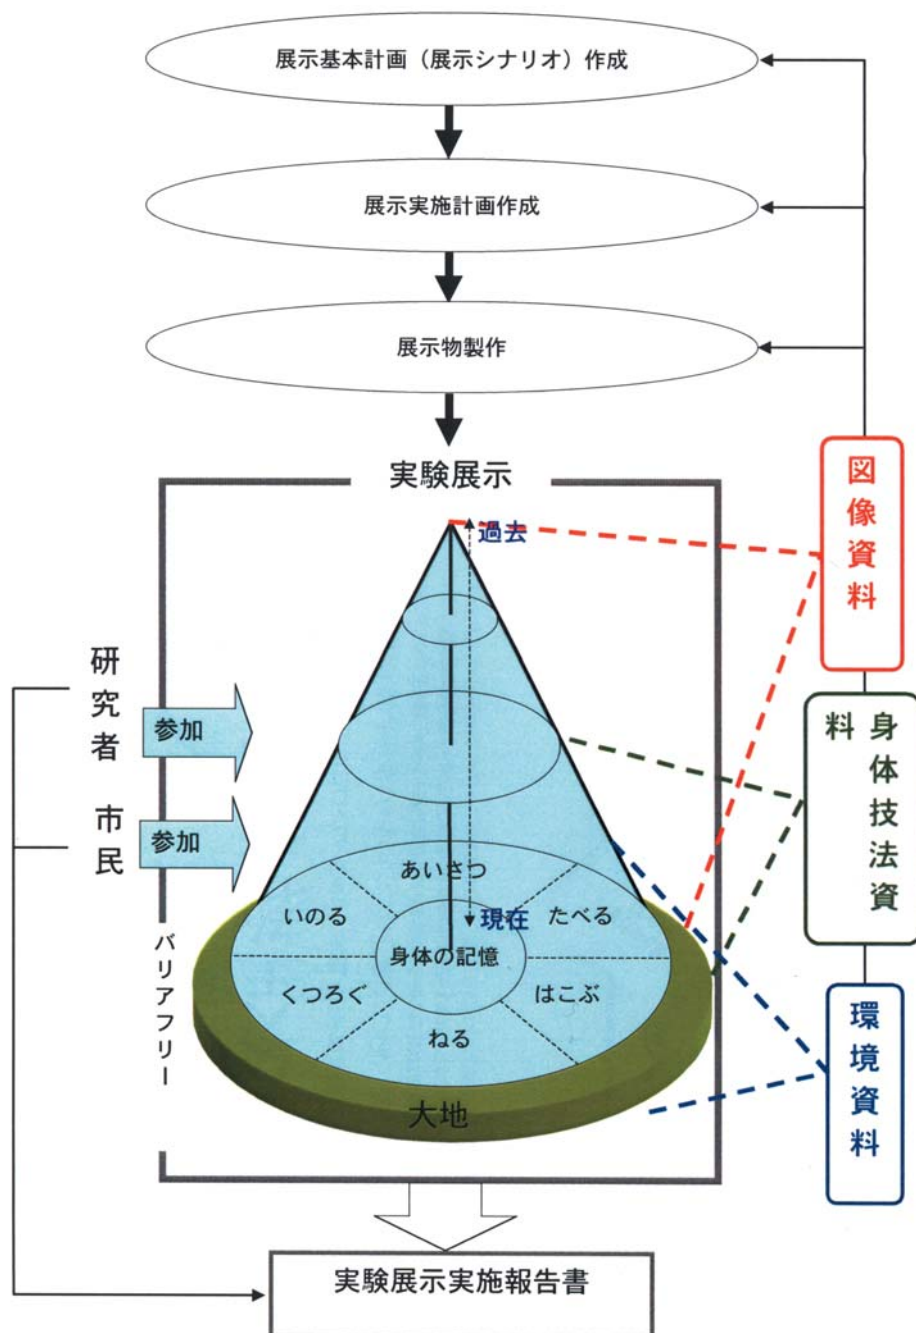 展示基本計画（展示シナリオ）作成
展示実施計画作成
展示物製作
実験展示
過去
図像資料
研究者
参加
身体技法資料
市民
参加
あいさつ
いのる
たべる
現在
身体の記憶
くつろぐ
はこぶ
ねる
バリアフリー
環境資料
大地
実験展示実施報告書